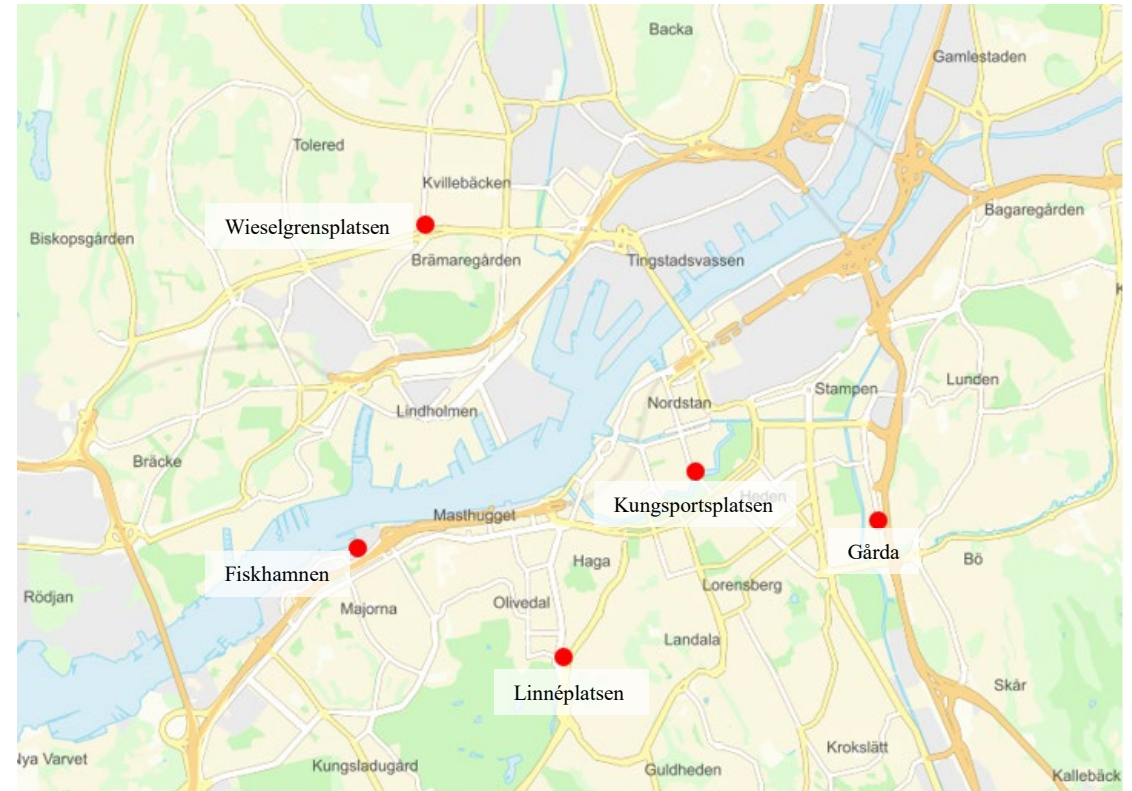 Backa
Gamlestaden
Tolered
Kvillebäcken
Bagaregården
Wieselgrensplatsen
Biskopsgården
Brämaregården
Tingstadsvassen
Lunden
Stampen
Nordstan
Lindholmen
Bräcke
Heden
Kungsportsplatsen
Masthugget
Gårda
Bö
Haga
Fiskhamnen
Lorensberg
Rödjan
Olivedal
Majorna
Landala
Skår
Linnéplatsen
Krokslätt
Nya Varvet
Kungsladugård
Guldheden
Kallebäck
K